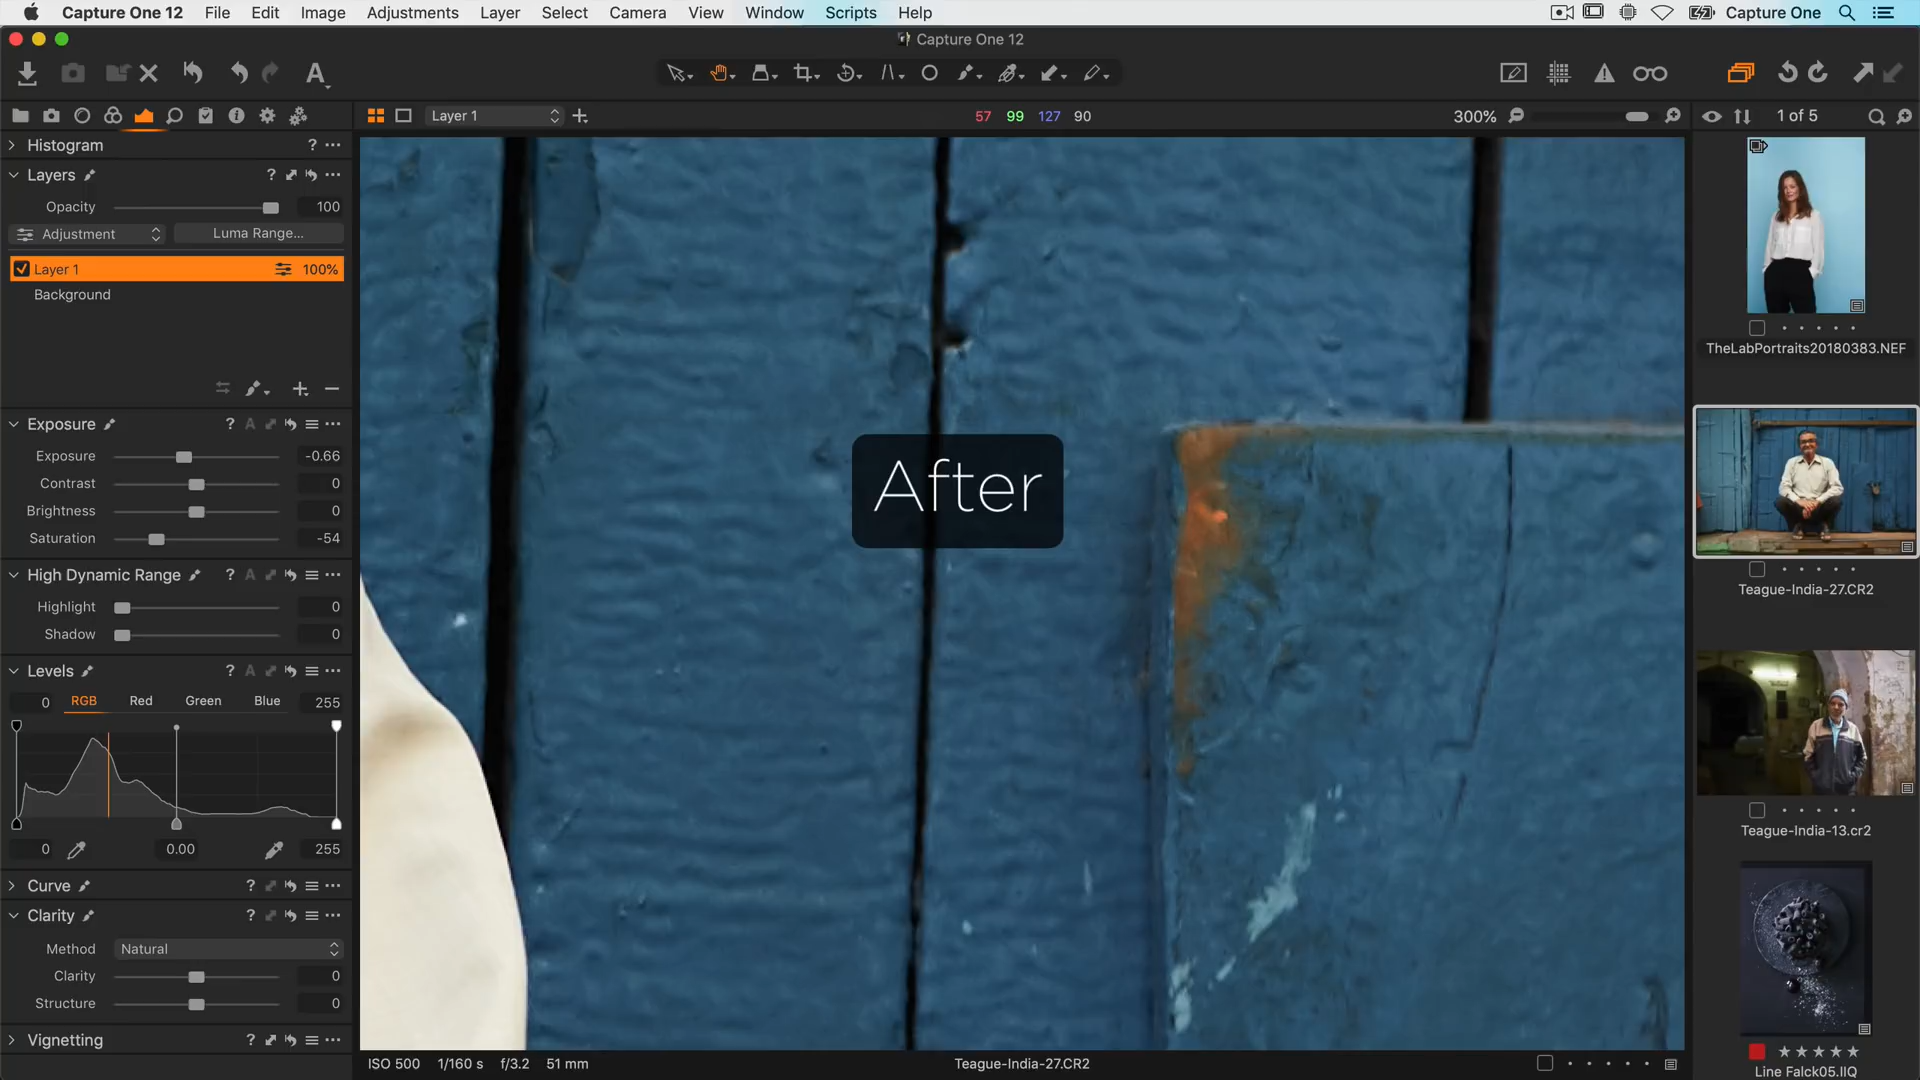 Capture One 12 File Edit Image Adjustments Layer Select Camera View Window Scripts Help Capture One
Capture One 12
Layer 1 57 99 127 90 300% 1 of 5
Histogram ? ...
Layers ? ...
Opacity 100
Adjustment Luma Range...
Layer 1 100%
Background
Exposure ? A ...
Exposure -0.66
Contrast 0
Brightness 0
Saturation -54
High Dynamic Range ? A ...
Highlight 0
Shadow 0
Levels ? A ...
0 RGB Red Green Blue 255
0 0.00 255
Curve ? ...
Clarity ? ...
Method Natural
Clarity 0
Structure 0
Vignetting ? ...
After
ISO 500 1/160 s f/3.2 51 mm Teague-India-27.CR2
TheLabPortraits20180383.NEF
Teague-India-27.CR2
Teague-India-13.cr2
Line Falck05.IIQ